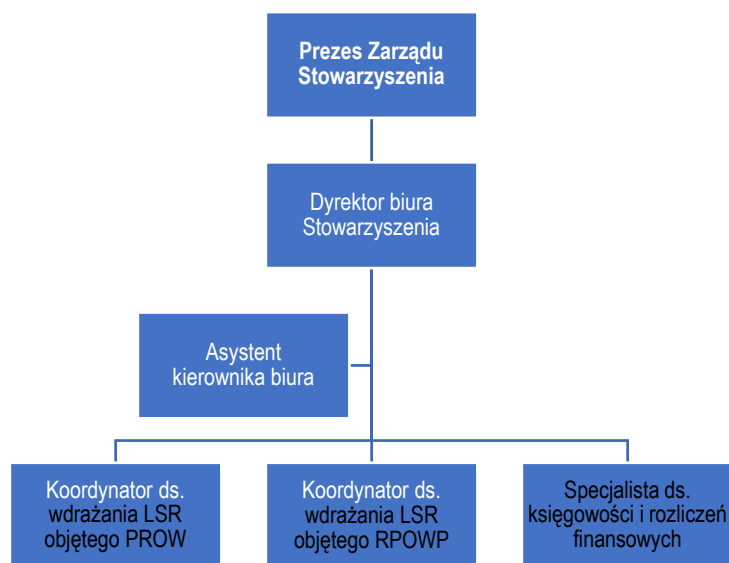 Prezes Zarządu
Stowarzyszenia
Dyrektor biura
Stowarzyszenia
Asystent
kierownika biura
Koordynator ds.
wdrażania LSR
objętego PROW
Koordynator ds.
wdrażania LSR
objętego RPOWP
Specjalista ds.
księgowości i rozliczeń
finansowych